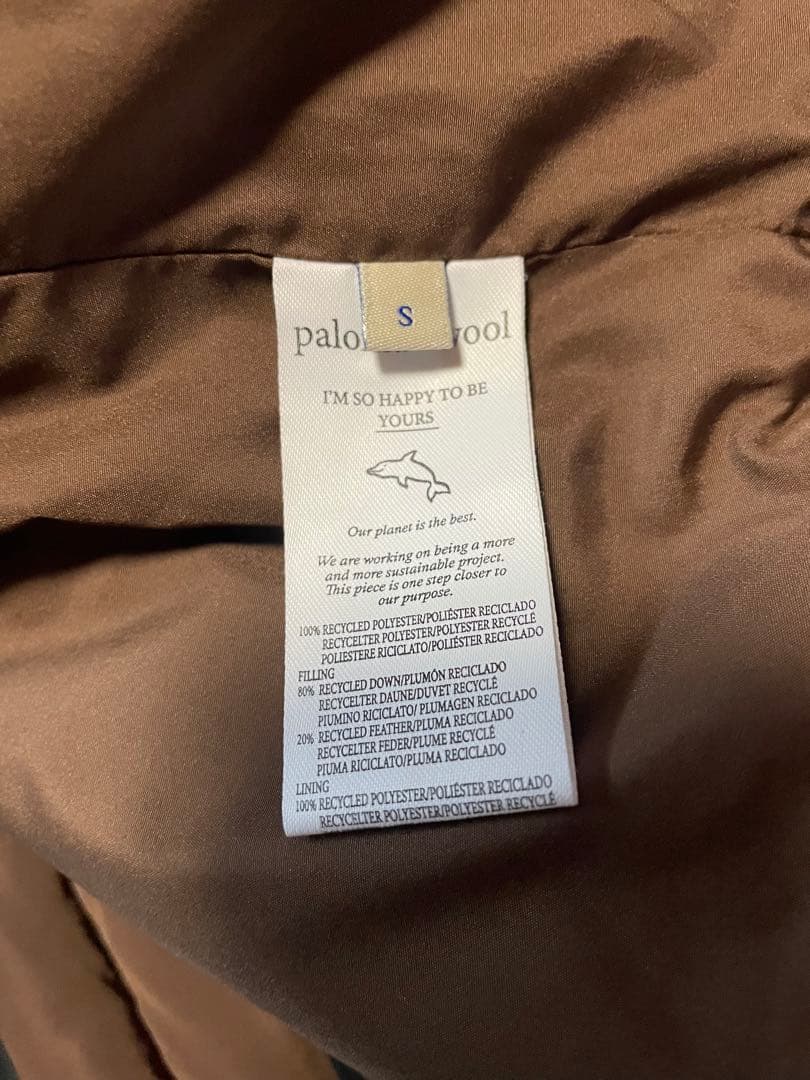 S
palo wool
I'M SO HAPPY TO BE
YOURS
Our planet is the best.
We are working on being a more
and more sustainable project.
This piece is one step closer to
our purpose.
100% RECYCLED POLYESTER/POLIÉSTER RECICLADO
RECYCELTER POLYESTER/POLYESTER RECYCLÉ
POLIESTERE RICICLATO/POLIÉSTER RECICLADO
FILLING
80% RECYCLED DOWN/PLUMÓN RECICLADO
RECYCELTER DAUNE/DUVET RECYCLÉ
PIUMINO RICICLATO/ PLUMAGEN RECICLADO
20% RECYCLED FEATHER/PLUMA RECICLADO
RECYCELTER FEDER/PLUME RECYCLÉ
PIUMA RICICLATO/PLUMA RECICLADO
LINING
100% RECYCLED POLYESTER/POLIÉSTER RECICLADO
RECYCELTER POLYESTER/POLYESTER RECYCLÉ